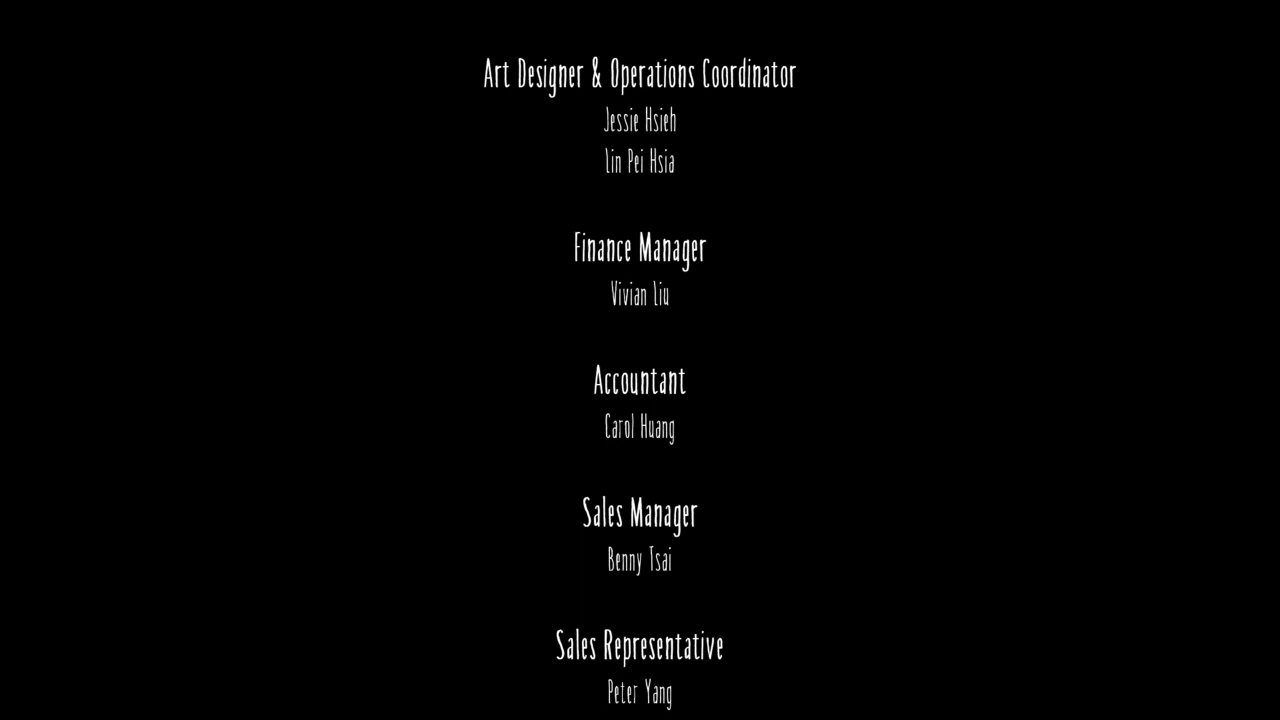 Art Designer & Operations Coordinator
Jessie Hsieh
Lin Pei Hsia
Finance Manager
Vivian Liu
Accountant
Carol Huang
Sales Manager
Benny Tsai
Sales Representative
Peter Yang